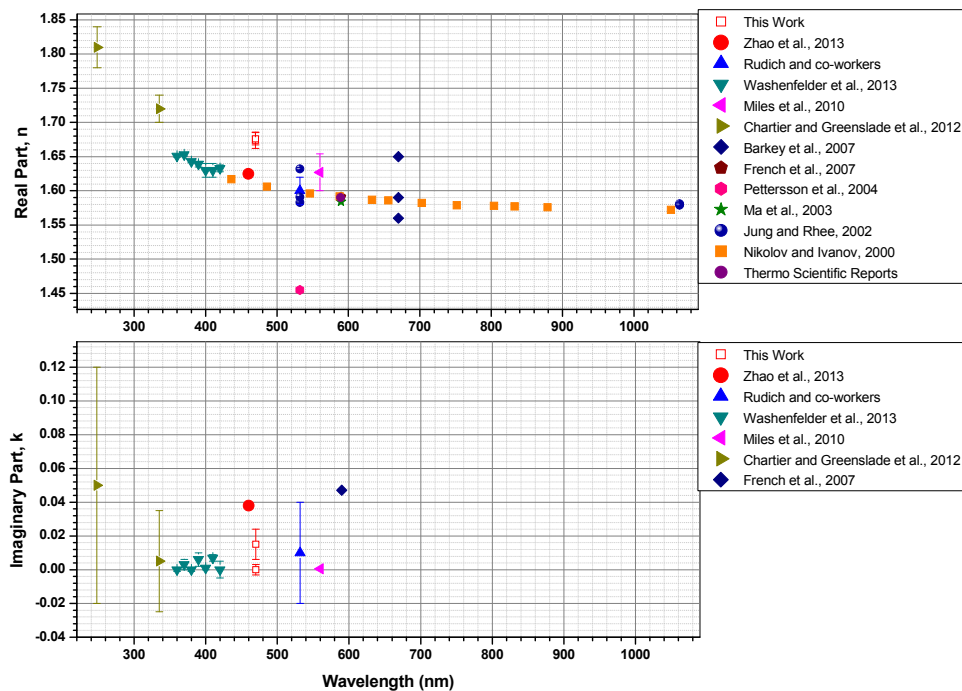 Real Part, n
1.85
1.80
1.75
1.70
1.65
1.60
1.55
1.50
1.45
300 400 500 600 700 800 900 1000
This Work
Zhao et al., 2013
Rudich and co-workers
Washenfelder et al., 2013
Miles et al., 2010
Chartier and Greenslade et al., 2012
Barkey et al., 2007
French et al., 2007
Pettersson et al., 2004
Ma et al., 2003
Jung and Rhee, 2002
Nikolov and Ivanov, 2000
Thermo Scientific Reports
Imaginary Part, k
0.12
0.10
0.08
0.06
0.04
0.02
0.00
-0.02
-0.04
300 400 500 600 700 800 900 1000
Wavelength (nm)
This Work
Zhao et al., 2013
Rudich and co-workers
Washenfelder et al., 2013
Miles et al., 2010
Chartier and Greenslade et al., 2012
French et al., 2007